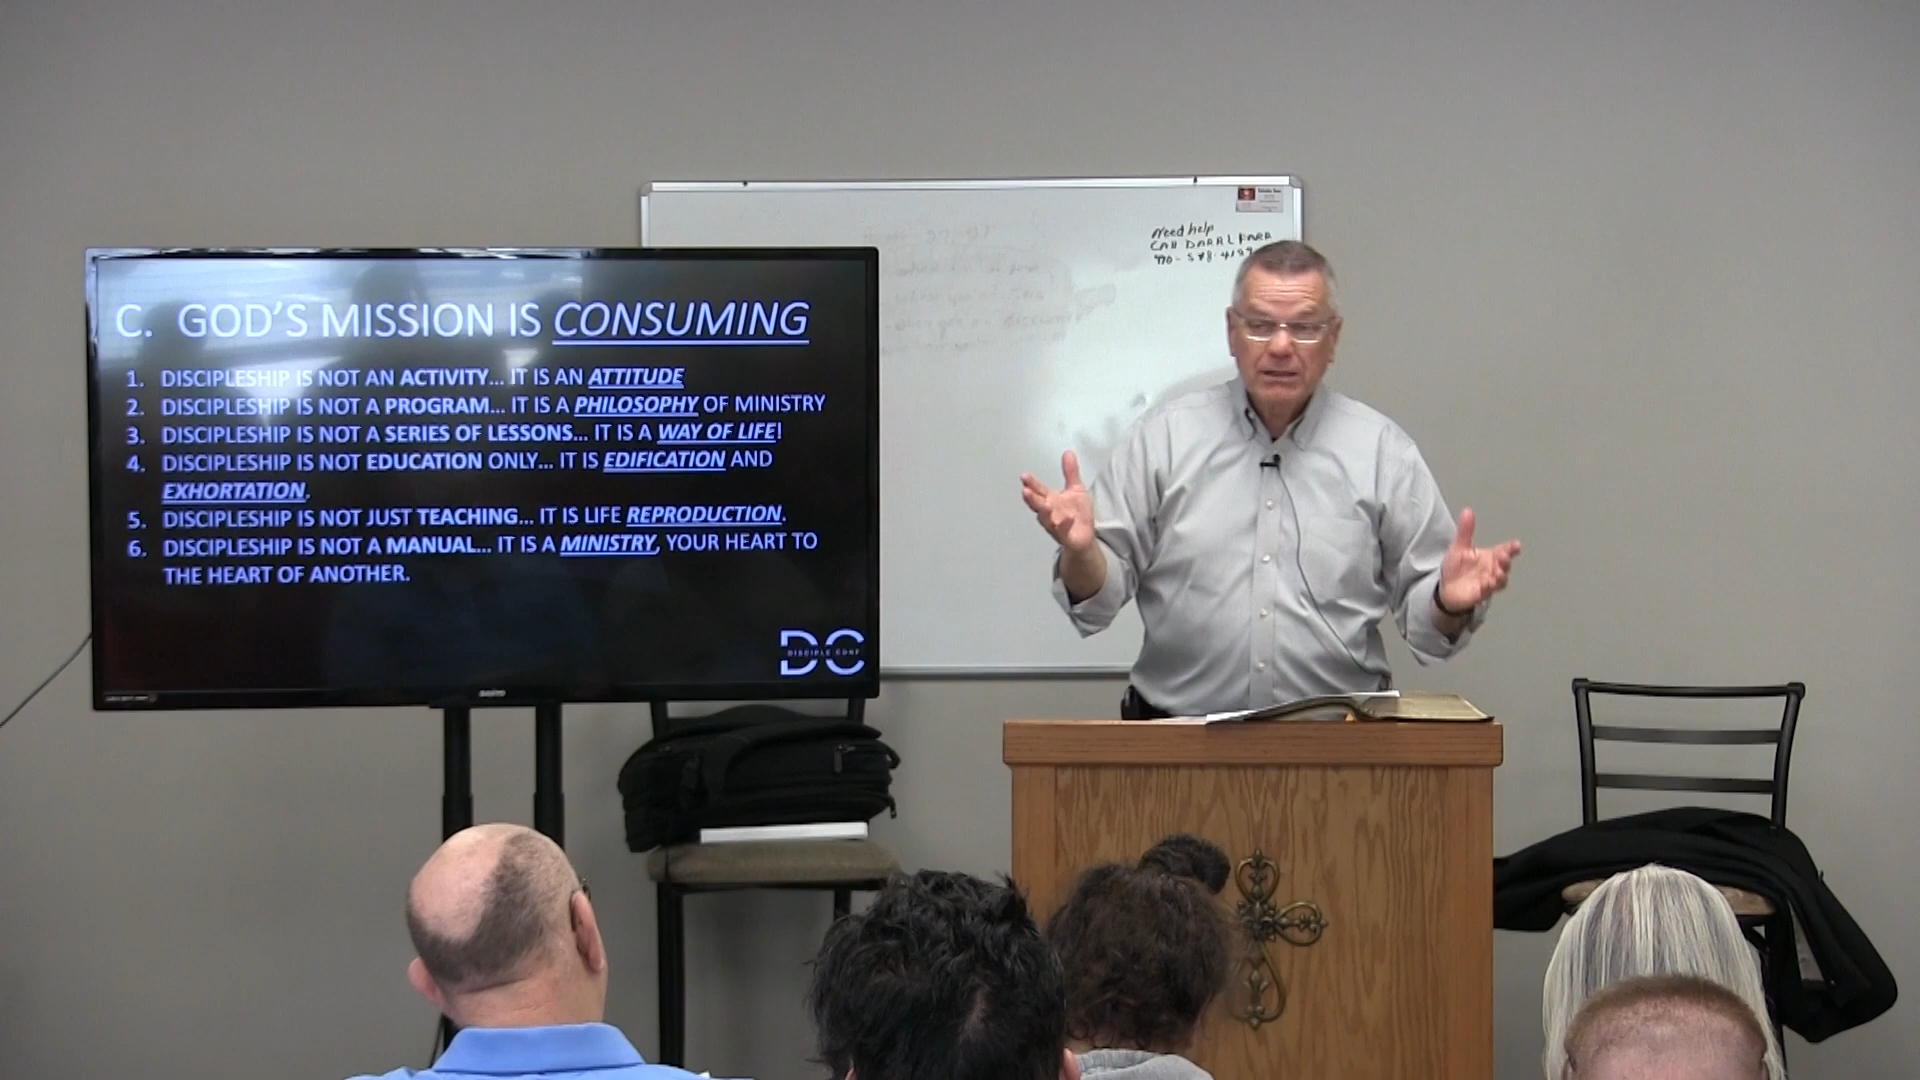 C. GOD'S MISSION IS CONSUMING
1. DISCIPLESHIP IS NOT AN ACTIVITY... IT IS AN ATTITUDE
2. DISCIPLESHIP IS NOT A PROGRAM... IT IS A PHILOSOPHY OF MINISTRY
3. DISCIPLESHIP IS NOT A SERIES OF LESSONS... IT IS A WAY OF LIFE!
4. DISCIPLESHIP IS NOT EDUCATION ONLY... IT IS EDIFICATION AND
EXHORTATION.
5. DISCIPLESHIP IS NOT JUST TEACHING... IT IS LIFE REPRODUCTION.
6. DISCIPLESHIP IS NOT A MANUAL... IT IS A MINISTRY, YOUR HEART TO
THE HEART OF ANOTHER.
DC
DISCIPLE CONF
SANYO
Need help
CALL DARAL FARR